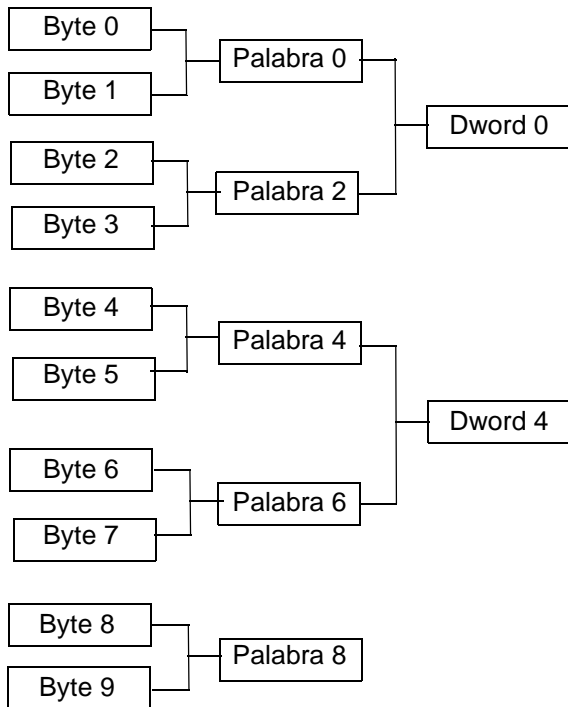 Byte 0
Palabra 0
Byte 1
Dword 0
Byte 2
Palabra 2
Byte 3
Byte 4
Palabra 4
Byte 5
Dword 4
Byte 6
Palabra 6
Byte 7
Byte 8
Palabra 8
Byte 9